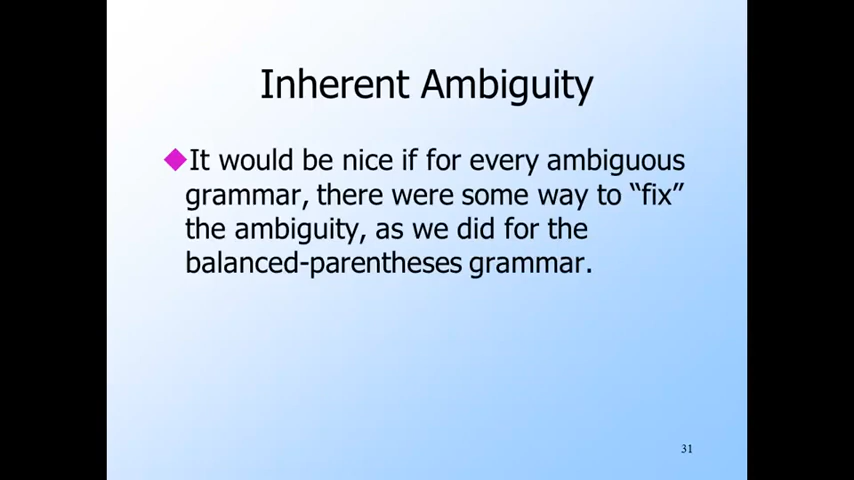 Inherent Ambiguity
It would be nice if for every ambiguous
grammar, there were some way to “fix”
the ambiguity, as we did for the
balanced-parentheses grammar.
31